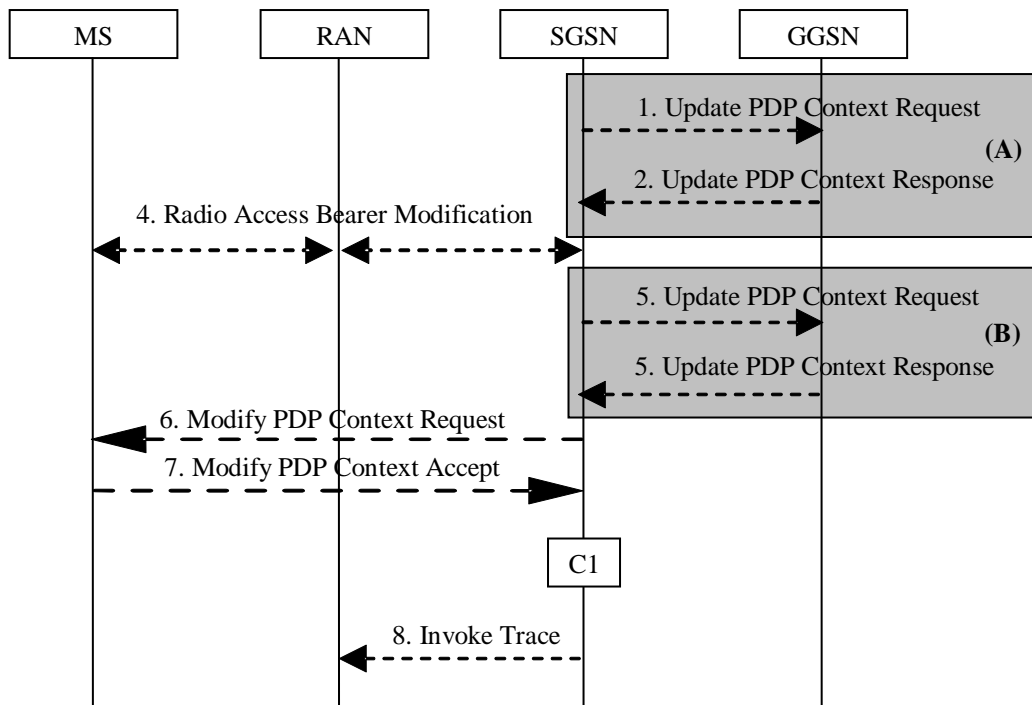 MS
RAN
SGSN
GGSN
1. Update PDP Context Request
(A)
2. Update PDP Context Response
4. Radio Access Bearer Modification
5. Update PDP Context Request
(B)
5. Update PDP Context Response
6. Modify PDP Context Request
7. Modify PDP Context Accept
C1
8. Invoke Trace